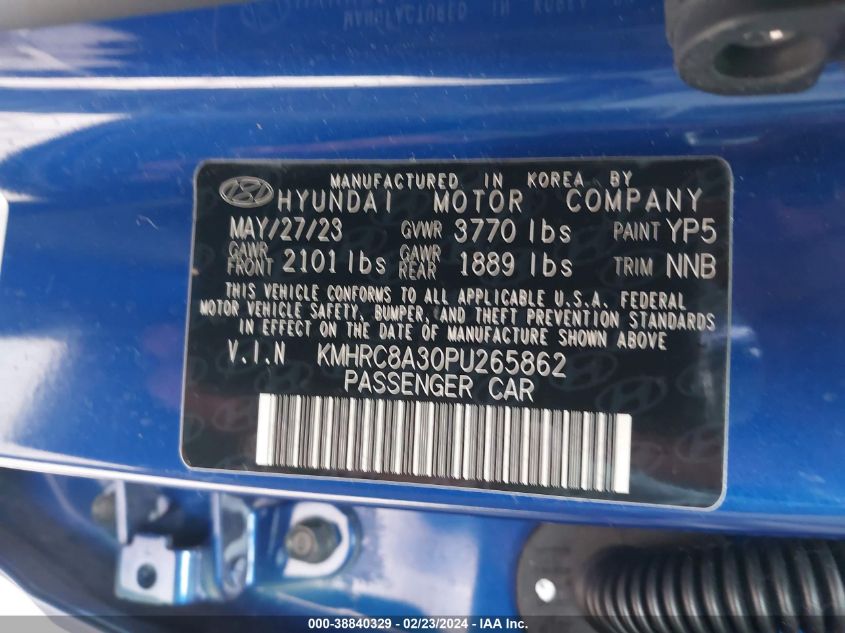 MANUFACTURED IN KOREA BY
HYUNDAI MOTOR COMPANY
MAY/27/23 GVWR 3770 lbs PAINT YP5
GAWR FRONT 2101 lbs GAWR REAR 1889 lbs TRIM NNB
THIS VEHICLE CONFORMS TO ALL APPLICABLE U.S.A. FEDERAL
MOTOR VEHICLE SAFETY, BUMPER, AND THEFT PREVENTION STANDARDS
IN EFFECT ON THE DATE OF MANUFACTURE SHOWN ABOVE
V.I.N KMHRC8A30PU265862
PASSENGER CAR
000-38840329 - 02/23/2024 - IAA Inc.